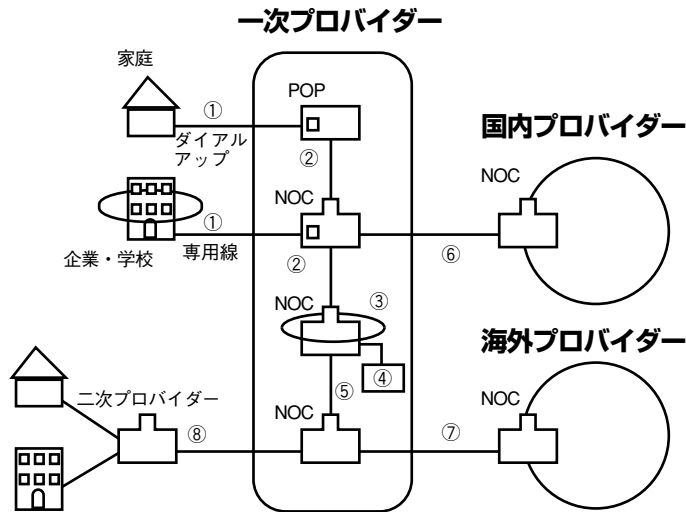 一次プロバイダー
家庭
POP
①
ダイアル
アップ
②
国内プロバイダー
NOC
NOC
①
専用線
企業・学校
②
⑥
NOC
③
④
海外プロバイダー
⑤
二次プロバイダー
NOC
NOC
⑧
⑦